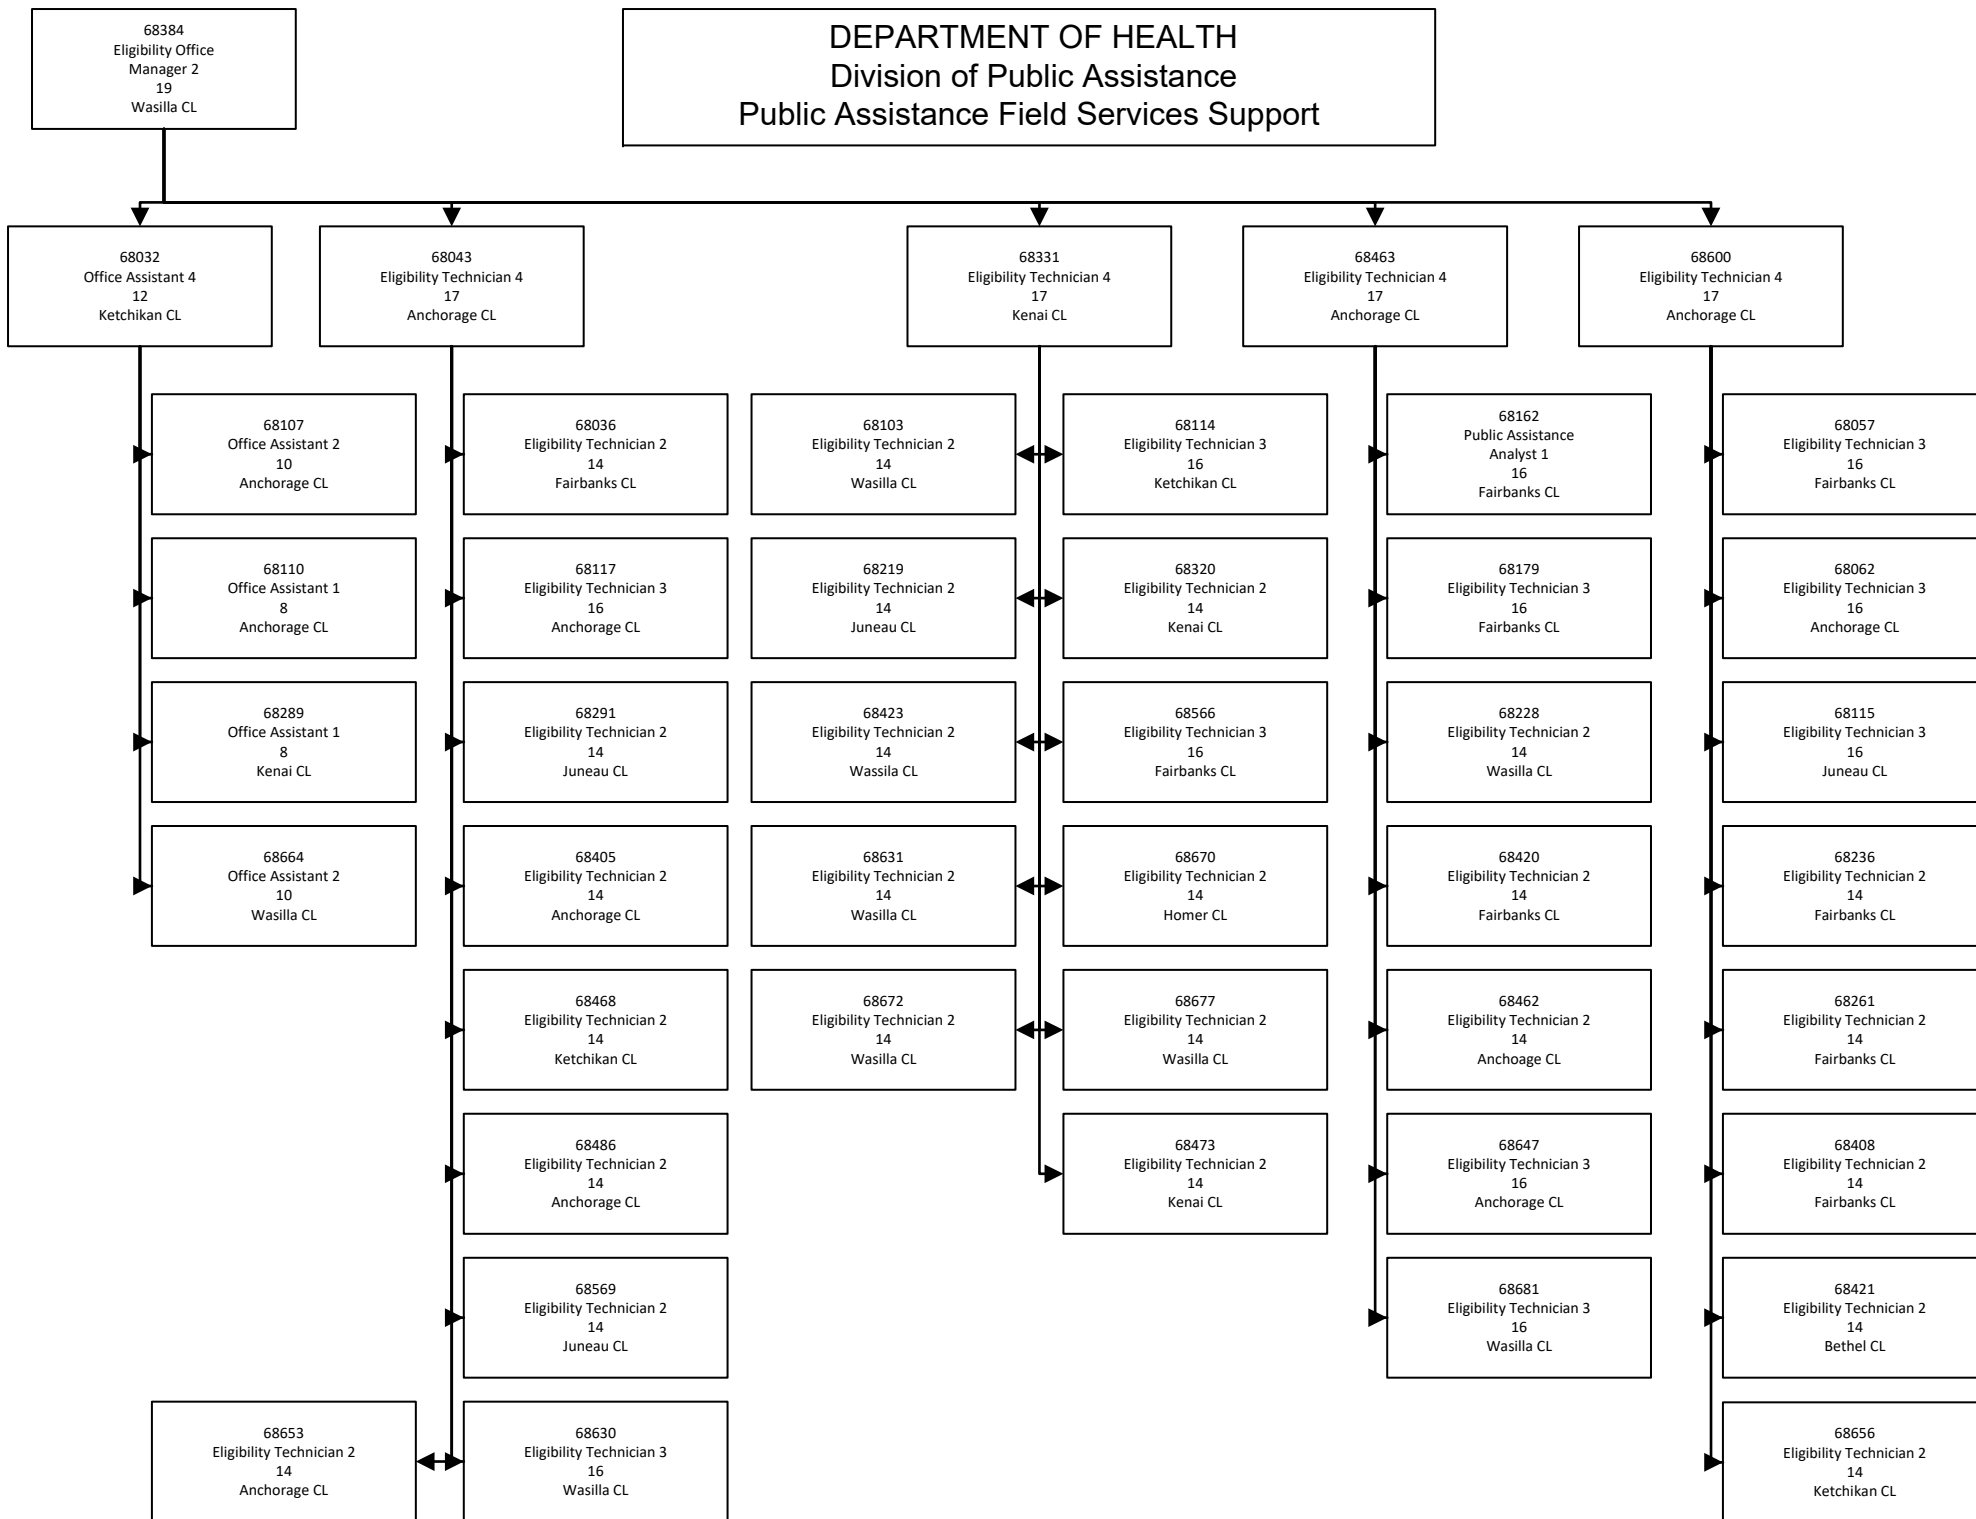 68384
Eligibility Office
Manager 2
19
Wasilla CL
DEPARTMENT OF HEALTH
Division of Public Assistance
Public Assistance Field Services Support
68032
Office Assistant 4
12
Ketchikan CL
68043
Eligibility Technician 4
17
Anchorage CL
68331
Eligibility Technician 4
17
Kenai CL
68463
Eligibility Technician 4
17
Anchorage CL
68600
Eligibility Technician 4
17
Anchorage CL
68107
Office Assistant 2
10
Anchorage CL
68036
Eligibility Technician 2
14
Fairbanks CL
68103
Eligibility Technician 2
14
Wasilla CL
68114
Eligibility Technician 3
16
Ketchikan CL
68162
Public Assistance
Analyst 1
16
Fairbanks CL
68057
Eligibility Technician 3
16
Fairbanks CL
68110
Office Assistant 1
8
Anchorage CL
68117
Eligibility Technician 3
16
Anchorage CL
68219
Eligibility Technician 2
14
Juneau CL
68320
Eligibility Technician 2
14
Kenai CL
68179
Eligibility Technician 3
16
Fairbanks CL
68062
Eligibility Technician 3
16
Anchorage CL
68289
Office Assistant 1
8
Kenai CL
68291
Eligibility Technician 2
14
Juneau CL
68423
Eligibility Technician 2
14
Wassila CL
68566
Eligibility Technician 3
16
Fairbanks CL
68228
Eligibility Technician 2
14
Wasilla CL
68115
Eligibility Technician 3
16
Juneau CL
68664
Office Assistant 2
10
Wasilla CL
68405
Eligibility Technician 2
14
Anchorage CL
68631
Eligibility Technician 2
14
Wasilla CL
68670
Eligibility Technician 2
14
Homer CL
68420
Eligibility Technician 2
14
Fairbanks CL
68236
Eligibility Technician 2
14
Fairbanks CL
68468
Eligibility Technician 2
14
Ketchikan CL
68672
Eligibility Technician 2
14
Wasilla CL
68677
Eligibility Technician 2
14
Wasilla CL
68462
Eligibility Technician 2
14
Anchoage CL
68261
Eligibility Technician 2
14
Fairbanks CL
68486
Eligibility Technician 2
14
Anchorage CL
68473
Eligibility Technician 2
14
Kenai CL
68647
Eligibility Technician 3
16
Anchorage CL
68408
Eligibility Technician 2
14
Fairbanks CL
68569
Eligibility Technician 2
14
Juneau CL
68681
Eligibility Technician 3
16
Wasilla CL
68421
Eligibility Technician 2
14
Bethel CL
68653
Eligibility Technician 2
14
Anchorage CL
68630
Eligibility Technician 3
16
Wasilla CL
68656
Eligibility Technician 2
14
Ketchikan CL